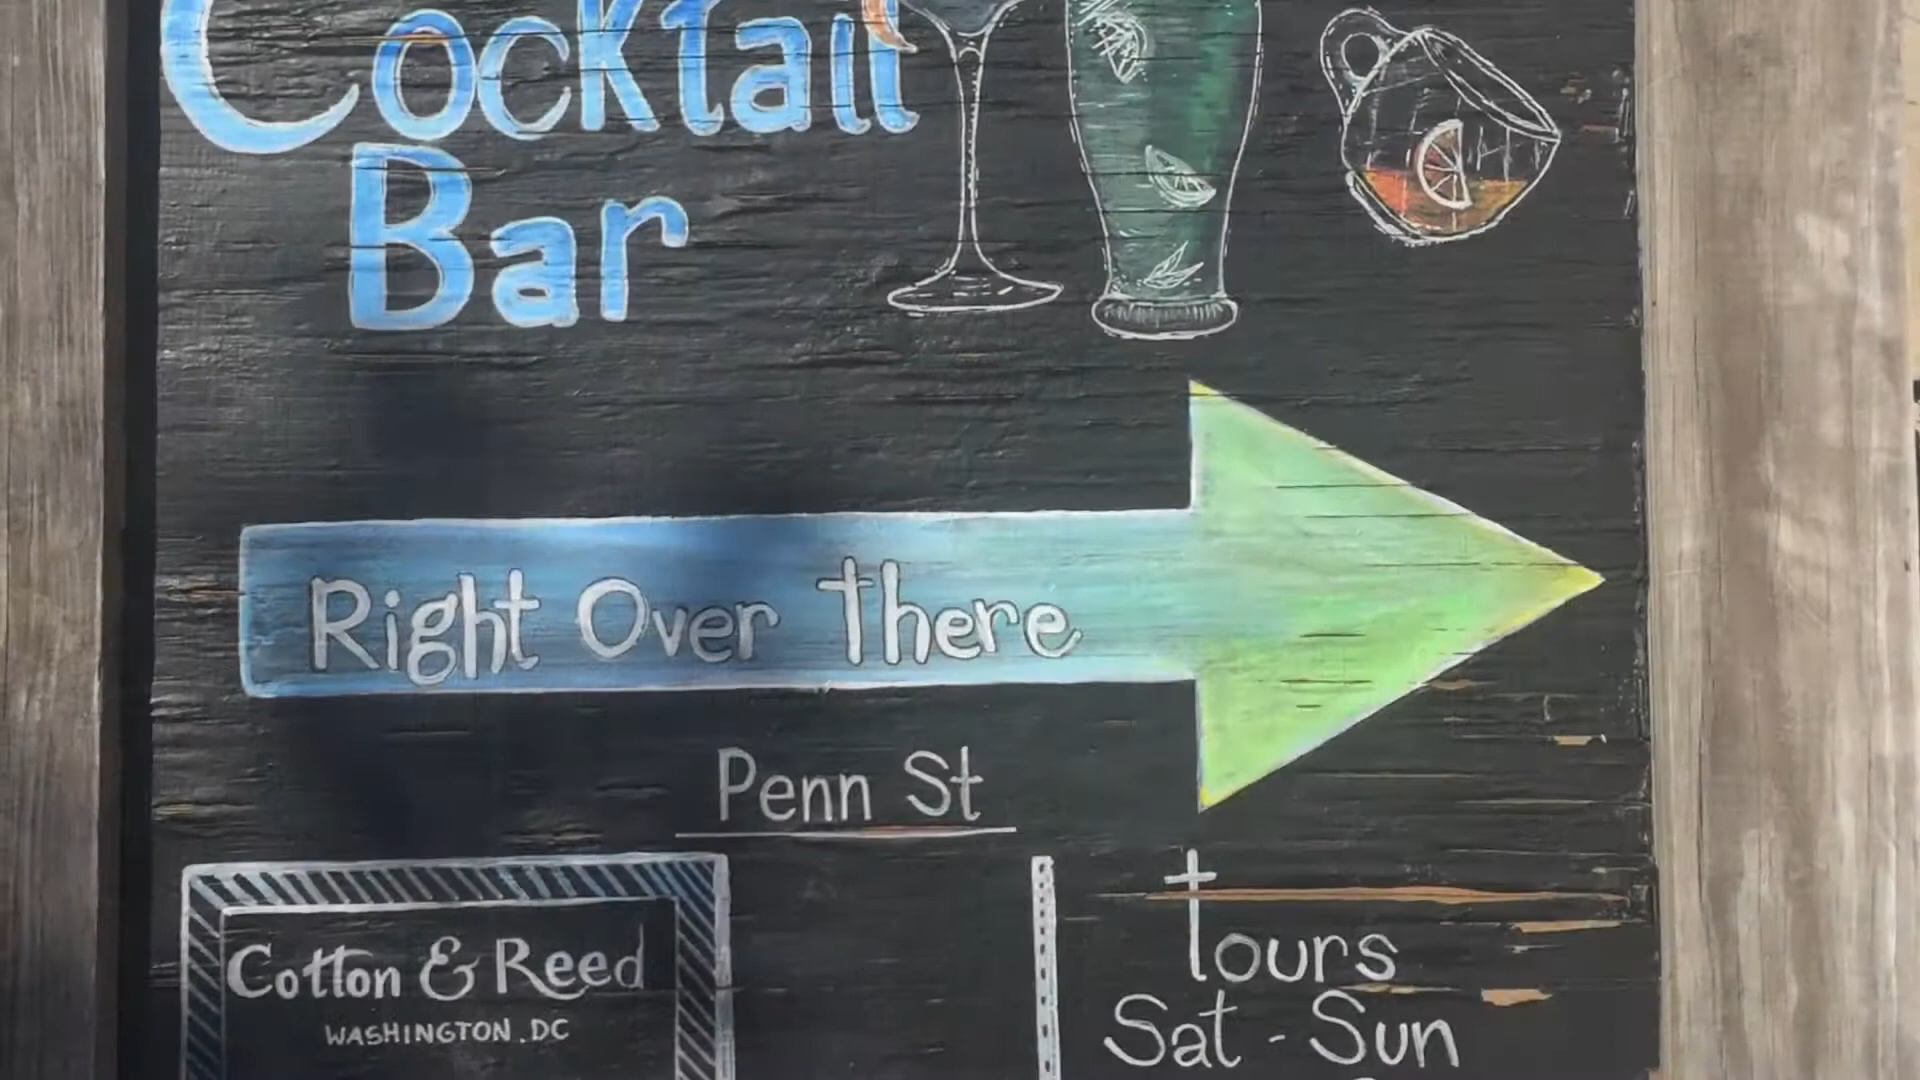 Cocktail
Bar
Right Over There
Penn St
Cotton & Reed
WASHINGTON.DC
tours
Sat - Sun